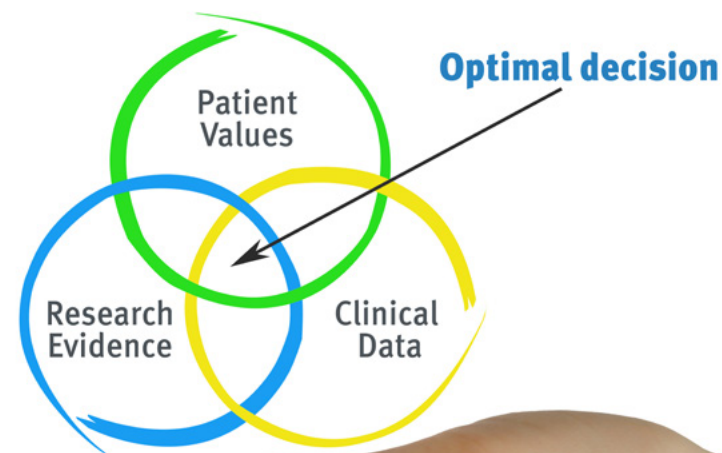 Optimal decision
Patient
Values
Research
Evidence
Clinical
Data